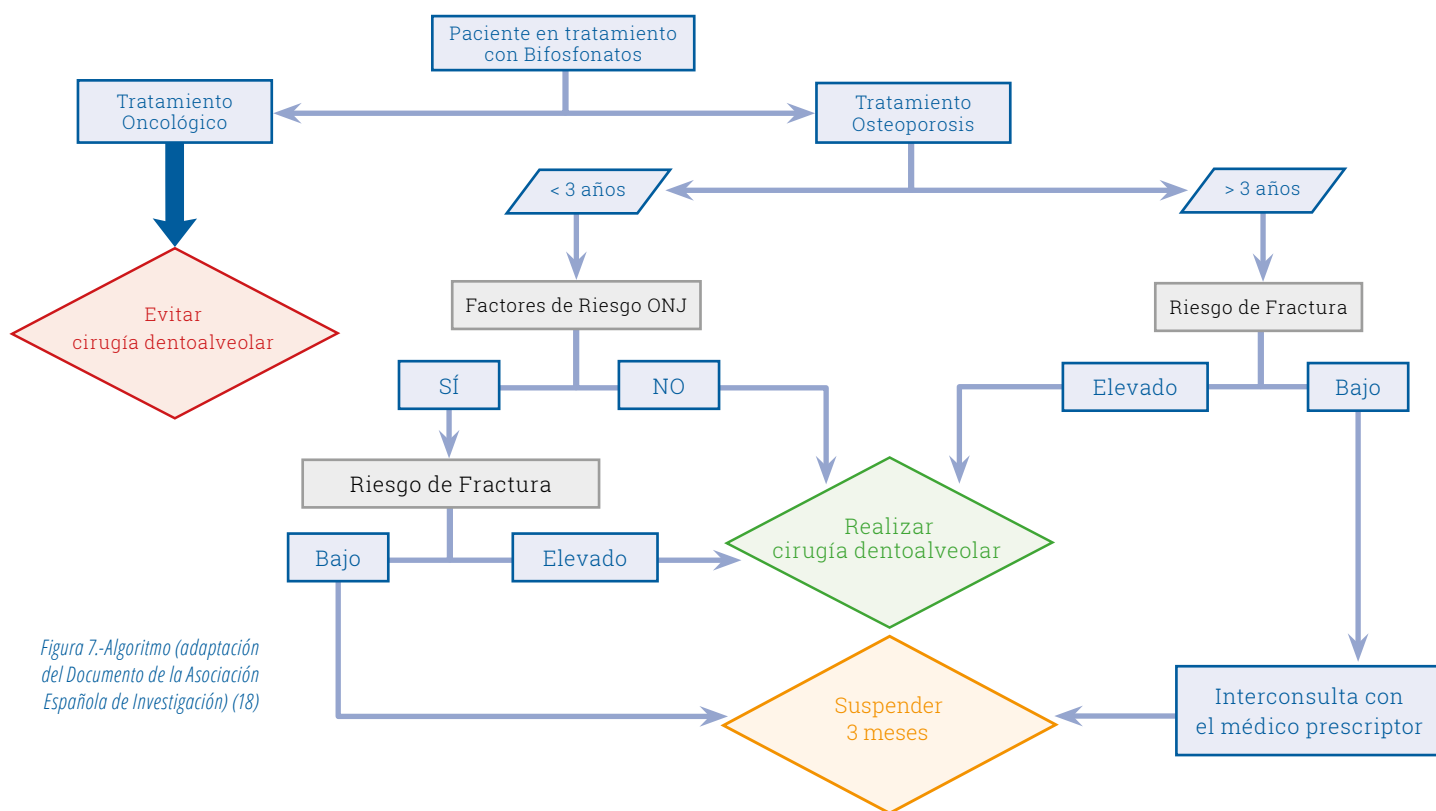 Paciente en tratamiento
con Bifosfonatos
Tratamiento
Oncológico
Tratamiento
Osteoporosis
< 3 años
> 3 años
Evitar
cirugía dentoalveolar
Factores de Riesgo ONJ
Riesgo de Fractura
SÍ
NO
Elevado
Bajo
Riesgo de Fractura
Realizar
cirugía dentoalveolar
Bajo
Elevado
Figura 7.-Algoritmo (adaptación
del Documento de la Asociación
Española de Investigación) (18)
Suspender
3 meses
Interconsulta con
el médico prescriptor